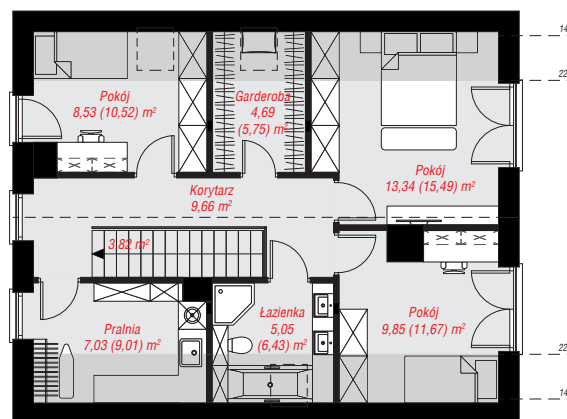 14
22
Pokój
8,53 (10,52) m²
Garderoba
4,69
(5,75) m²
Pokój
13,34 (15,49) m²
Korytarz
9,66 m²
3,82 m²
Pralnia
7,03 (9,01) m²
Łazienka
5,05
(6,43) m²
Pokój
9,85 (11,67) m²
22
14